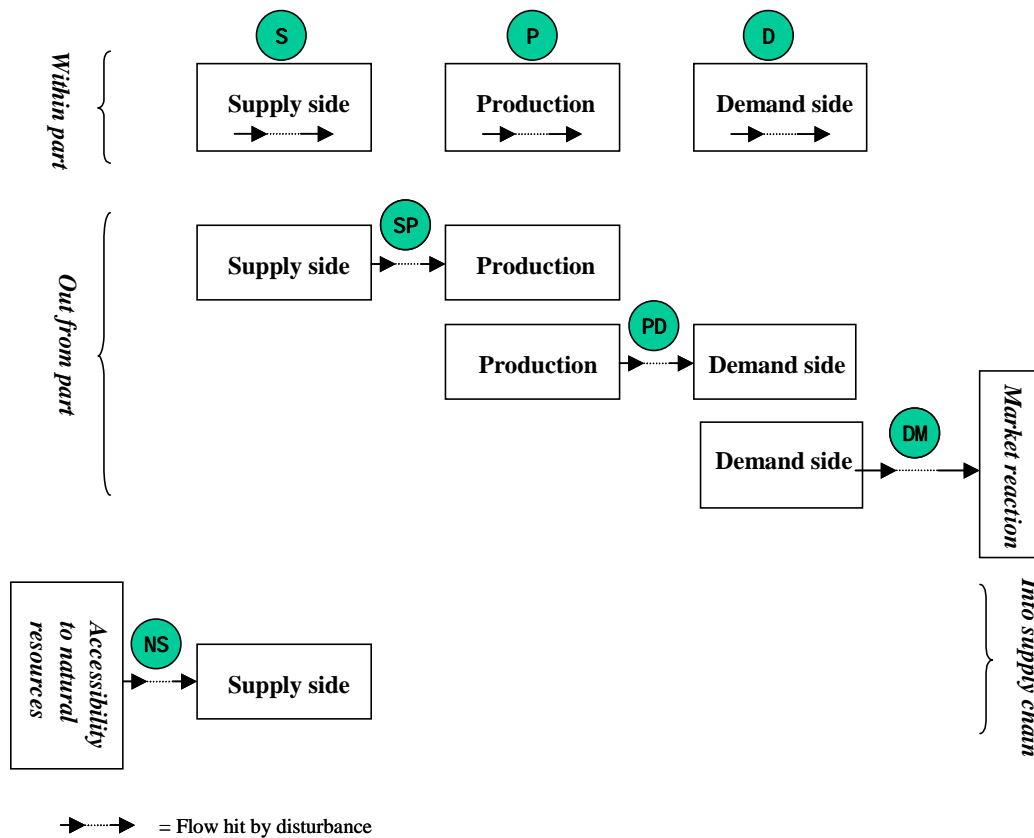 S
P
D
Within part
Supply side
Production
Demand side
Out from part
SP
Supply side
Production
PD
Production
Demand side
DM
Demand side
Market reaction
Accessibility
to natural
resources
NS
Supply side
Into supply chain
= Flow hit by disturbance